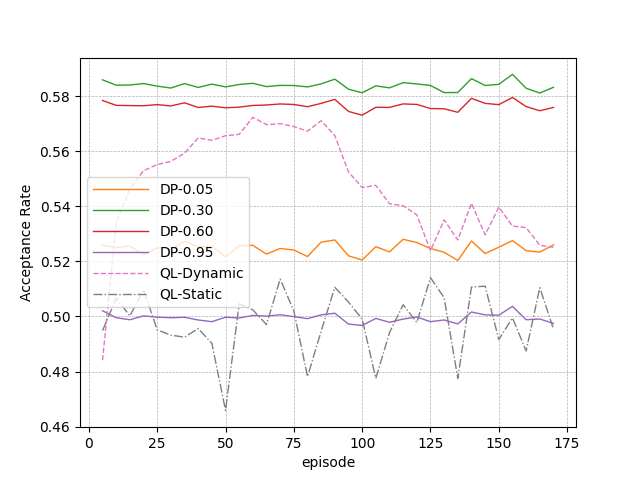 0.58
0.56
0.54
0.52
0.50
0.48
0.46
Acceptance Rate
DP-0.05
DP-0.30
DP-0.60
DP-0.95
QL-Dynamic
QL-Static
0 25 50 75 100 125 150 175
episode